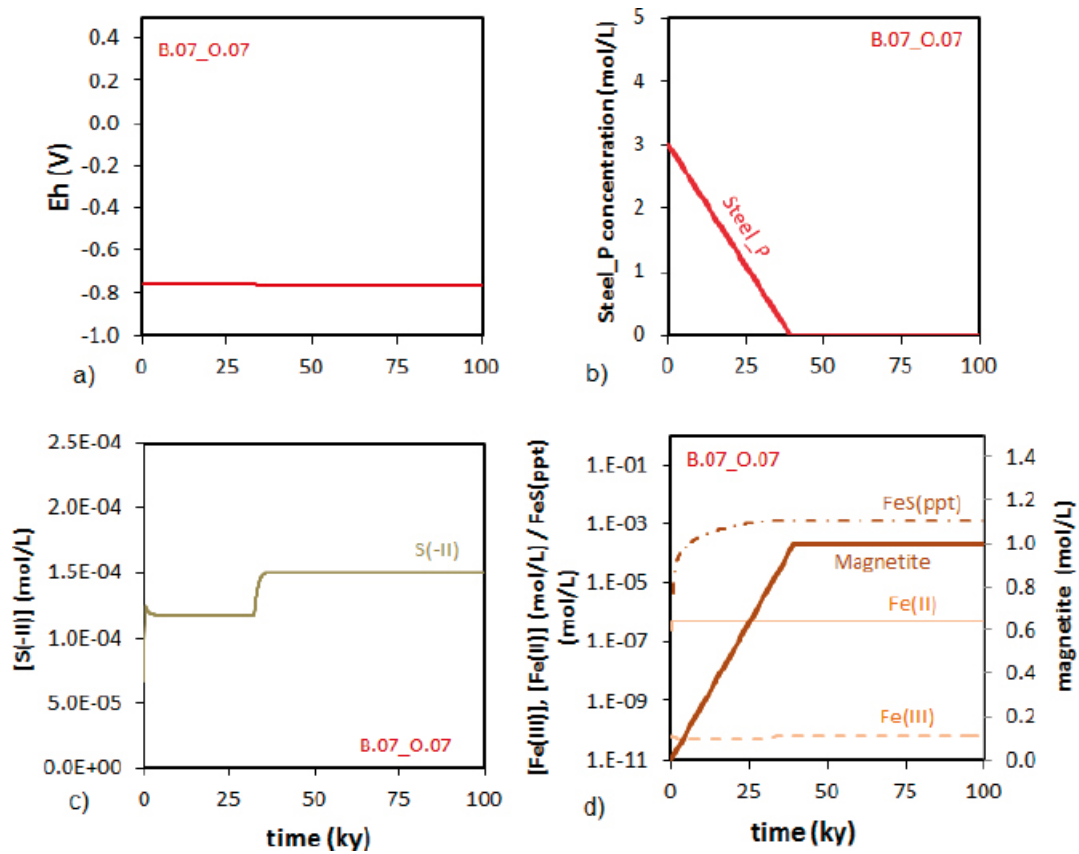 B.07_O.07
Eh (V)
0.4
0.2
0.0
-0.2
-0.4
-0.6
-0.8
-1.0
0 25 50 75 100
a)
B.07_O.07
Steel_P concentration (mol/L)
5
4
3
2
1
0
Steel_P
0 25 50 75 100
b)
[S(-II)] (mol/L)
2.5E-04
2.0E-04
1.5E-04
1.0E-04
5.0E-05
0.0E+00
S(-II)
B.07_O.07
0 25 50 75 100
c)
time (ky)
[Fe(III)], [Fe(II)] (mol/L) / FeS(ppt)
(mol/L)
1.E-01
1.E-03
1.E-05
1.E-07
1.E-09
1.E-11
B.07_O.07
FeS(ppt)
Magnetite
Fe(II)
Fe(III)
1.4
1.2
1.0
0.8
0.6
0.4
0.2
0.0
magnetite (mol/L)
0 25 50 75 100
d)
time (ky)